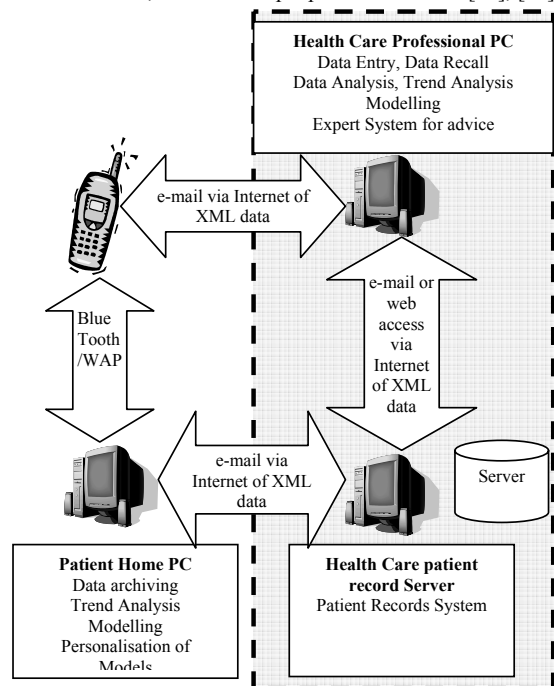 Health Care Professional PC
Data Entry, Data Recall
Data Analysis, Trend Analysis
Modelling
Expert System for advice
e-mail via Internet of
XML data
Blue
Tooth
/WAP
e-mail or
web
access
via
Internet
of XML
data
e-mail via
Internet of XML
data
Server
Patient Home PC
Data archiving
Trend Analysis
Modelling
Personalisation of
Models
Health Care patient
record Server
Patient Records System